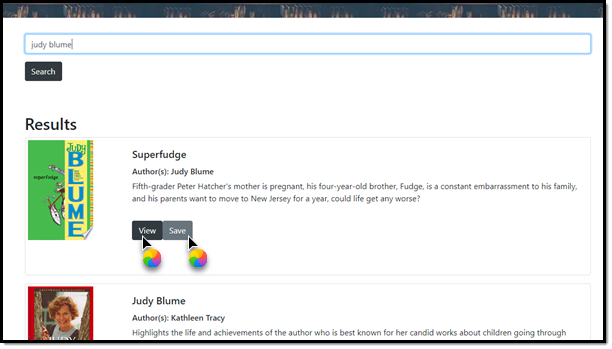 judy blume
Search
Results
JUDY
BLUME
superfudge
Superfudge
Author(s): Judy Blume
Fifth-grader Peter Hatcher's mother is pregnant, his four-year-old brother, Fudge, is a constant embarrassment to his family,
and his parents want to move to New Jersey for a year, could life get any worse?
View Save
Judy Blume
Author(s): Kathleen Tracy
Highlights the life and achievements of the author who is best known for her candid works about children going through